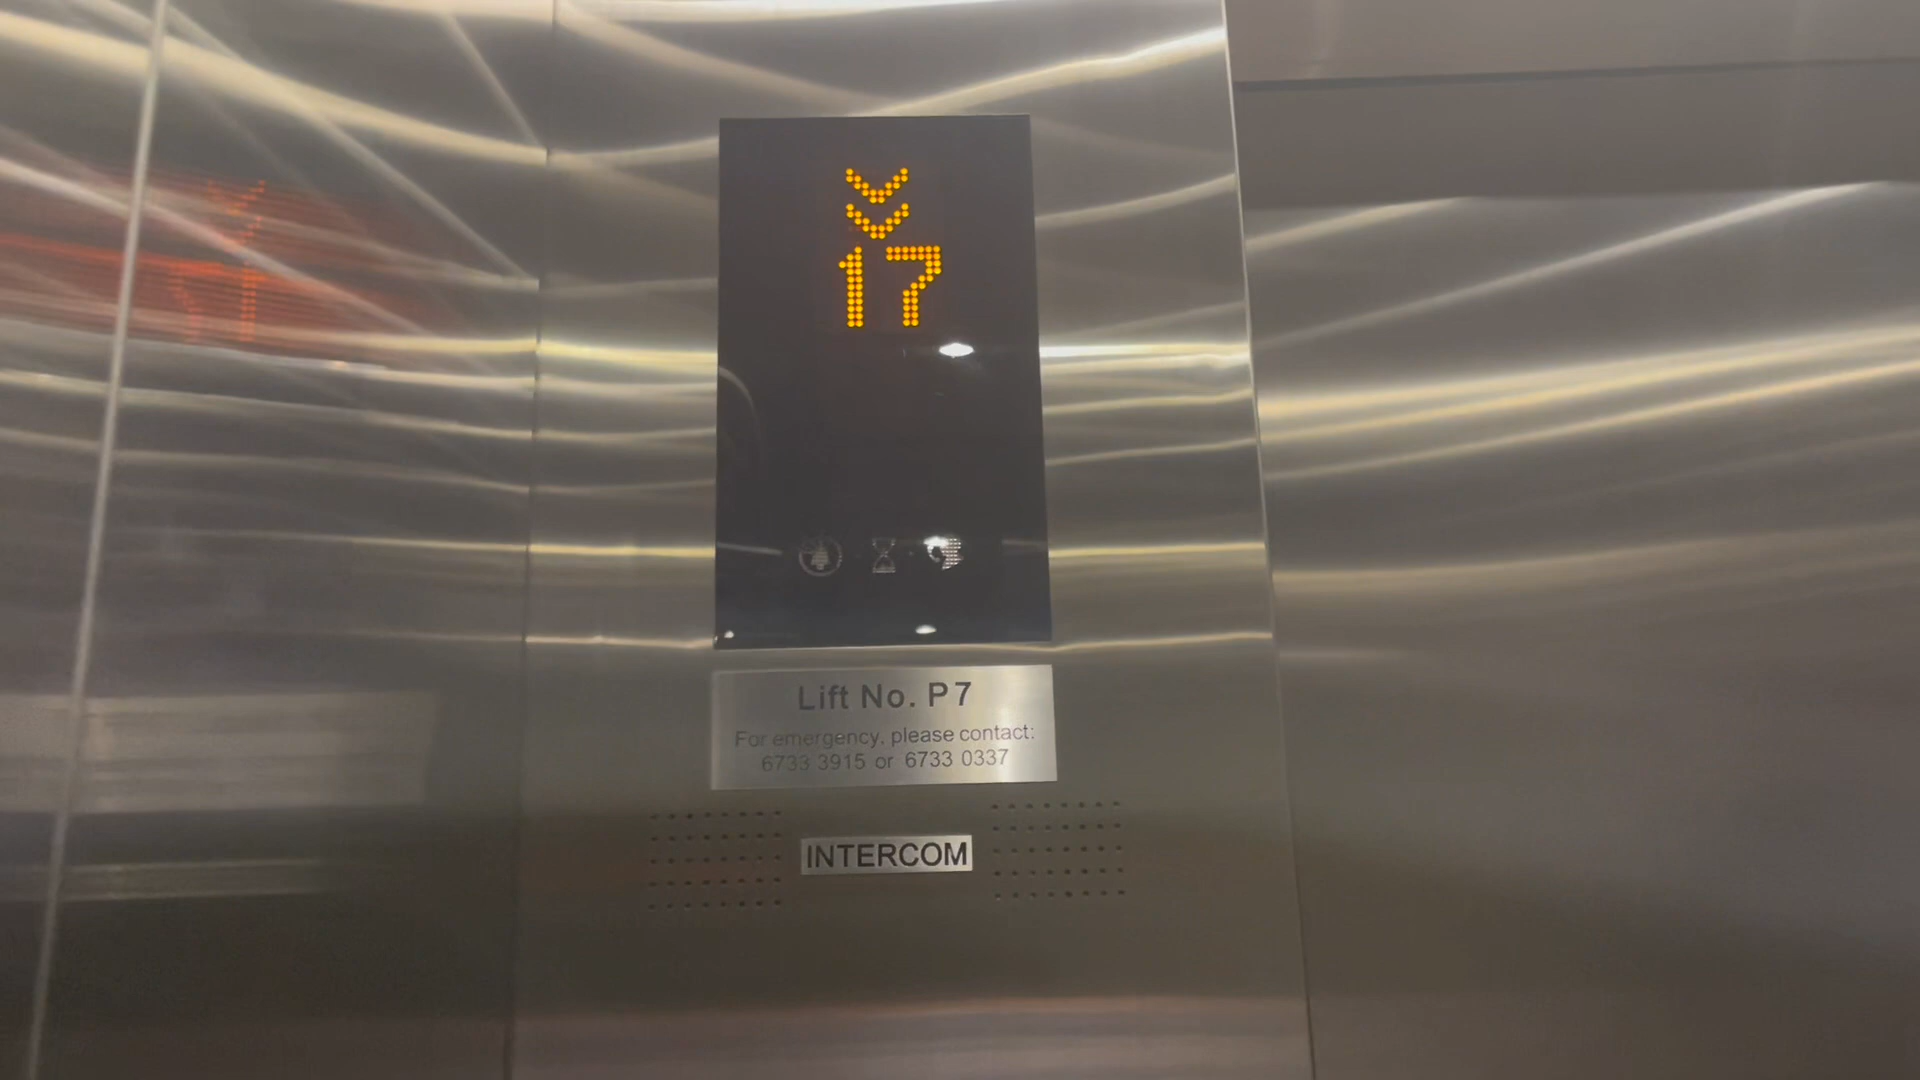 17
Lift No. P7
For emergency, please contact:
6733 3915 or 6733 0337
INTERCOM